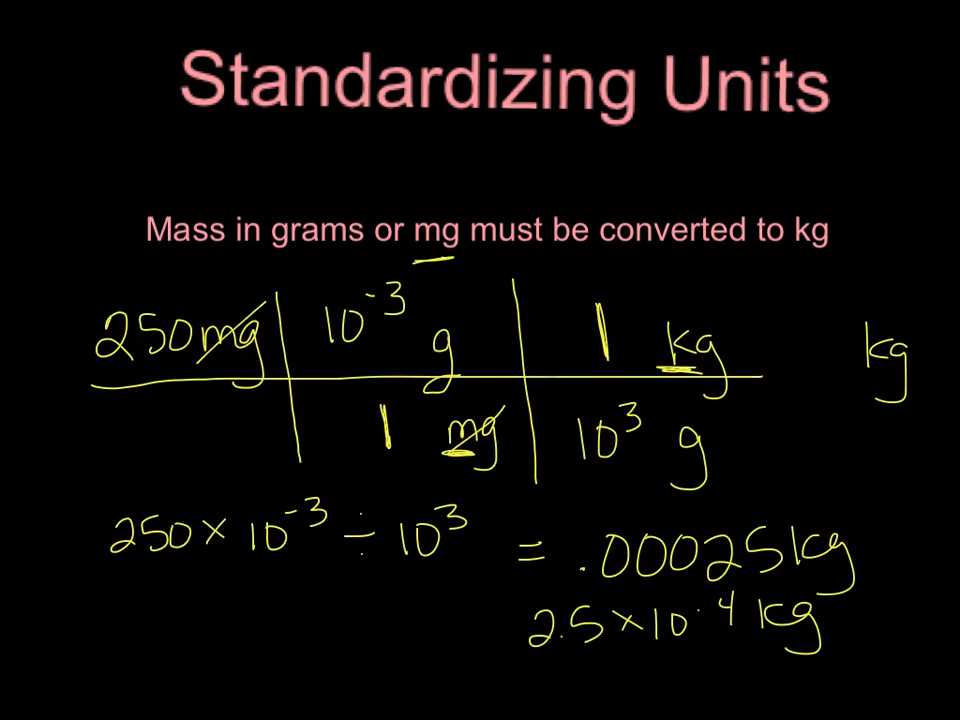 Standardizing Units
Mass in grams or mg must be converted to kg
250mg 10⁻³ g 1 kg kg
1 mg 10³ g
250 × 10⁻³ ÷ 10³ = .00025kg
2.5×10⁻⁴ kg